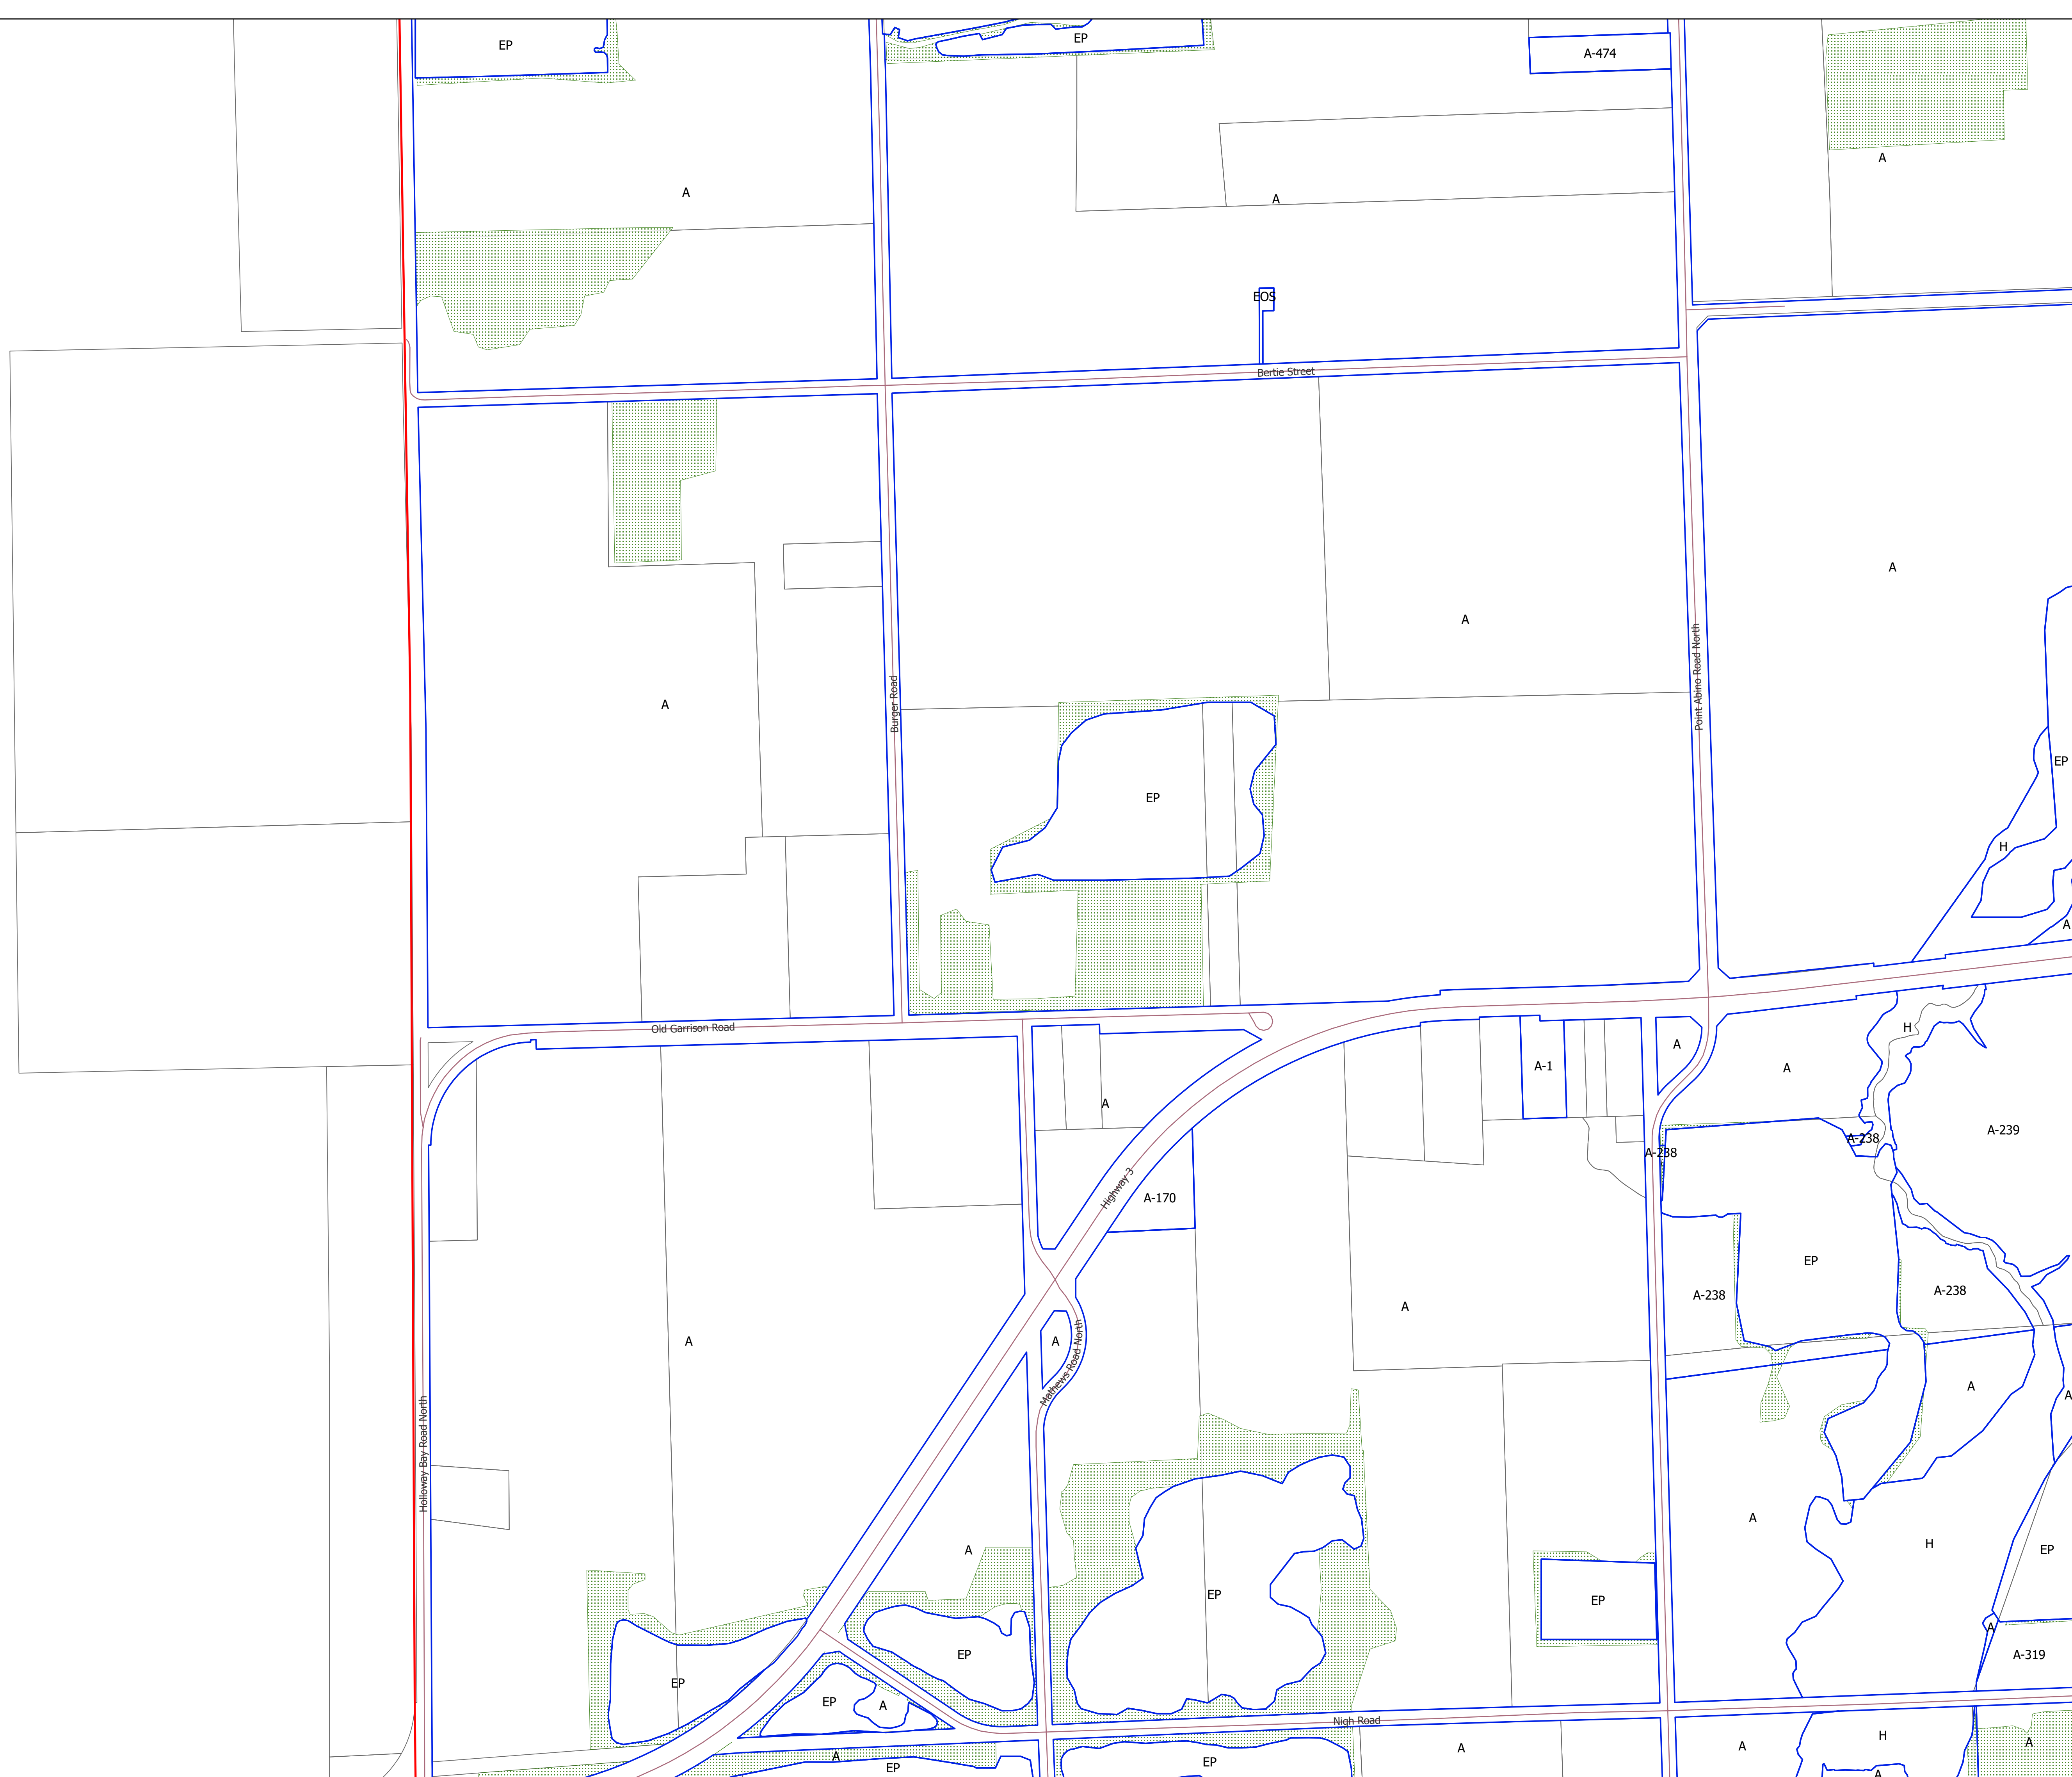 EP
EP
A-474
A
A
A
EOS
Bertie Street
A
A
Point Abino Road North
Burger Road
A
EP
EP
H
A
Old Garrison Road
H
A
A-1
A
A
A-239
A-238
A-238
Highway 3
A-170
EP
A-238
A-238
A
A
A
Mathews Road North
A
A
Holloway Bay Road North
A
H
A
EP
EP
EP
A
EP
A-319
EP
EP
A
Nigh Road
H
A
A
A
A
EP
EP
A